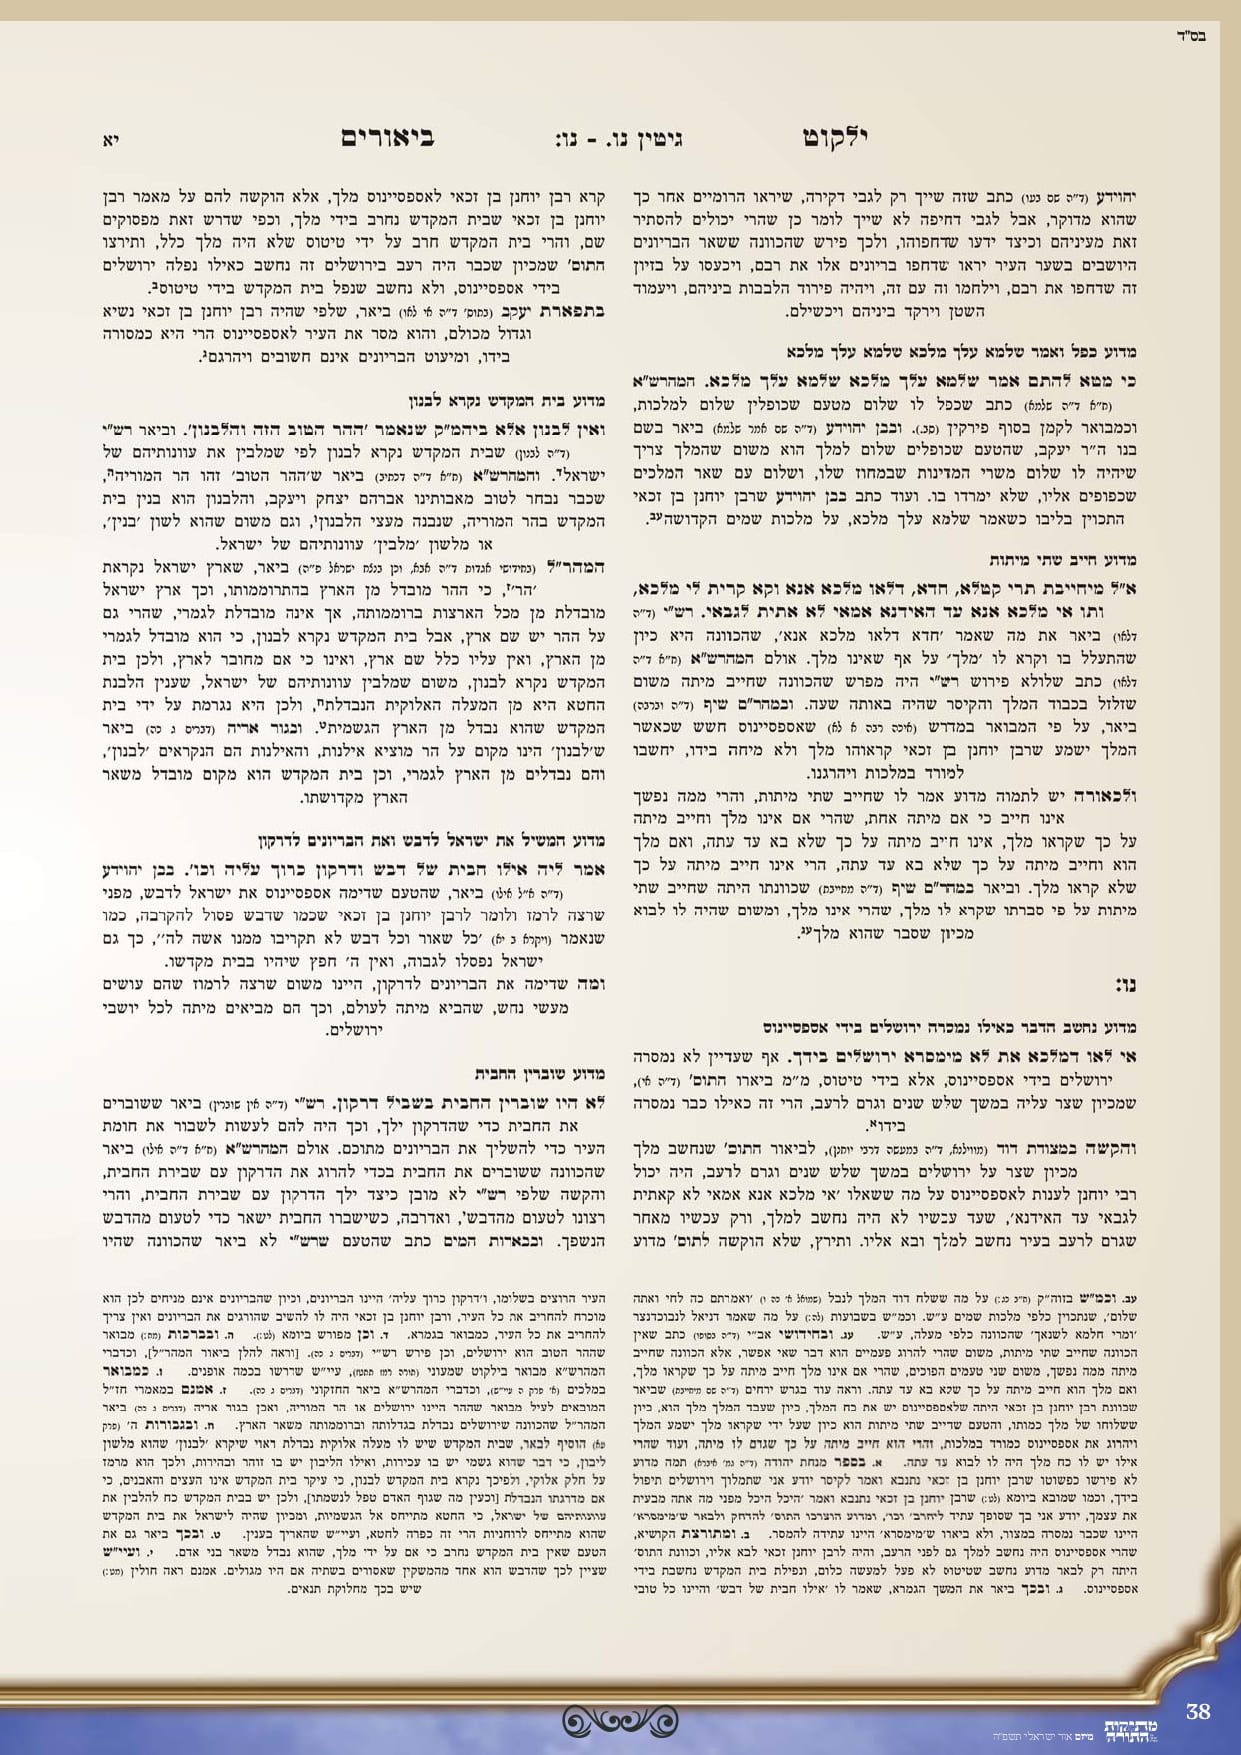 בס"ד
ילקוט
גיטין נו. - נו:
ביאורים
יא
יהוידע (ד"ה שם בעו) כתב שזה שייך רק לגבי דקירה, שיראו הרומיים אחר כך
שהוא מדוקר, אבל לגבי דחיפה לא שייך לומר כן שהרי יכולים להסתיר
זאת מעיניהם וכיצד ידעו שדחפוהו, ולכך פירש שהכוונה ששאר הבריונים
היושבים בשער העיר יראו שדחפו בריונים אלו את רבם, ויכעסו על בזיון
זה שדחפו את רבם, וילחמו זה עם זה, ויהיה פירוד הלבבות ביניהם, ויעמוד
השטן וירקד ביניהם ויכשילם.
מדוע כפל ואמר שלמא עלך מלכא שלמא עלך מלכא
כי מטא להתם אמר שלמא עלך מלכא שלמא עלך מלכא. המהרש"א
(ח"א ד"ה שלמא) כתב שכפל לו שלום מטעם שכופלין שלום למלכות,
וכמבואר לקמן בסוף פירקין (סב.). ובבן יהוידע (ד"ה שם אמר שלמא) ביאר בשם
בנו ה"ר יעקב, שהטעם שכופלים שלום למלך הוא משום שהמלך צריך
שיהיה לו שלום משרי המדינות שבמחוז שלו, ושלום עם שאר המלכים
שכפופים אליו, שלא ימרדו בו. ועוד כתב בבן יהוידע שרבן יוחנן בן זכאי
התכוין בליבו כשאמר שלמא עלך מלכא, על מלכות שמים הקדושהעב.
מדוע חייב שתי מיתות
א"ל מיחייבת תרי קטלא, חדא, דלאו מלכא אנא וקא קרית לי מלכא,
ותו אי מלכא אנא עד האידנא אמאי לא אתית לגבאי. רש"י (ד"ה
דלאו) ביאר את מה שאמר 'חדא דלאו מלכא אנא', שהכוונה היא כיון
שהתעלל בו וקרא לו 'מלך' על אף שאינו מלך. אולם המהרש"א (ח"א ד"ה
דלאו) כתב שלולא פירוש רש"י היה מפרש שהכוונה שחייב מיתה משום
שזלזל בכבוד המלך והקיסר שהיה באותה שעה. ובמהר"ם שיף (ד"ה וברבה)
ביאר, על פי המבואר במדרש (איכה רבה א לא) שאספסיינוס חשש שכאשר
המלך ישמע שרבן יוחנן בן זכאי קראוהו מלך ולא מיחה בידו, יחשבו
למורד במלכות ויהרגנו.
ולכאורה יש לתמוה מדוע אמר לו שחייב שתי מיתות, והרי ממה נפשך
אינו חייב כי אם מיתה אחת, שהרי אם אינו מלך וחייב מיתה
על כך שקראו מלך, אינו חייב מיתה על כך שלא בא עד עתה, ואם מלך
הוא וחייב מיתה על כך שלא בא עד עתה, הרי אינו חייב מיתה על כך
שלא קראו מלך. וביאר במהר"ם שיף (ד"ה מחייבת) שכוונתו היתה שחייב שתי
מיתות על פי סברתו שקרא לו מלך, שהרי אינו מלך, ומשום שהיה לו לבוא
מכיון שסבר שהוא מלךעג.
נו:
מדוע נחשב הדבר כאילו נמסרה ירושלים בידי אספסיינוס
אי לאו דמלכא את לא מימסרא ירושלים בידך. אף שעדיין לא נמסרה
ירושלים בידי אספסיינוס, אלא בידי טיטוס, מ"מ ביארו התוס' (ד"ה אי),
שמכיון שצר עליה במשך שלש שנים וגרם לרעב, הרי זה כאילו כבר נמסרה
בידוא.
והקשה במצודת דוד (מווילנא, ד"ה במעשה דרבי יוחנן), לביאור התוס' שנחשב מלך
מכיון שצר על ירושלים במשך שלש שנים וגרם לרעב, היה יכול
רבי יוחנן לענות לאספסיינוס על מה ששאלו 'אי מלכא אנא אמאי לא קאתית
לגבאי עד האידנא', שעד עכשיו לא היה נחשב למלך, ורק עכשיו מאחר
שגרם לרעב בעיר נחשב למלך ובא אליו. ותירץ, שלא הוקשה לתוס' מדוע
קרא רבן יוחנן בן זכאי לאספסיינוס מלך, אלא הוקשה להם על מאמר רבן
יוחנן בן זכאי שבית המקדש נחרב בידי מלך, וכפי שדרש זאת מפסוקים
שם, והרי בית המקדש חרב על ידי טיטוס שלא היה מלך כלל, ותירצו
התוס' שמכיון שכבר היה רעב בירושלים זה נחשב כאילו נפלה ירושלים
בידי אספסיינוס, ולא נחשב שנפל בית המקדש בידי טיטוסב.
בתפארת יעקב (בתוס' ד"ה אי לאו) ביאר, שלפי שהיה רבן יוחנן בן זכאי נשיא
וגדול מכולם, והוא מסר את העיר לאספסיינוס הרי היא כמסורה
בידו, ומיעוט הבריונים אינם חשובים ויהרגםג.
מדוע בית המקדש נקרא לבנון
ואין לבנון אלא ביהמ"ק שנאמר 'ההר הטוב הזה והלבנון'. וביאר רש"י
(ד"ה לבנון) שבית המקדש נקרא לבנון לפי שמלבין את עוונותיהם של
ישראלד. והמהרש"א (ח"א ד"ה דכתיב) ביאר ש'ההר הטוב' זהו הר המוריהה,
שכבר נבחר לטוב מאבותינו אברהם יצחק ויעקב, והלבנון הוא בנין בית
המקדש בהר המוריה, שנבנה מעצי הלבנוןו, וגם משום שהוא לשון 'בנין',
או מלשון 'מלבין' עוונותיהם של ישראל.
המהר"ל (בחידושי אגדות ד"ה אבא, וכן בנצח ישראל פ"ה) ביאר, שארץ ישראל נקראת
'הר'ז, כי ההר מובדל מן הארץ בהתרוממותו, וכך ארץ ישראל
מובדלת מן מכל הארצות ברוממותה, אך אינה מובדלת לגמרי, שהרי גם
על ההר יש שם ארץ, אבל בית המקדש נקרא לבנון, כי הוא מובדל לגמרי
מן הארץ, ואין עליו כלל שם ארץ, ואינו כי אם מחובר לארץ, ולכן בית
המקדש נקרא לבנון, משום שמלבין עוונותיהם של ישראל, שענין הלבנת
החטא היא מן המעלה האלוקית הנבדלתח, ולכן היא נגרמת על ידי בית
המקדש שהוא נבדל מן הארץ הגשמיתט. ובגור אריה (דברים ג כה) ביאר
ש'לבנון' הינו מקום על הר מוציא אילנות, והאילנות הם הנקראים 'לבנון',
והם נבדלים מן הארץ לגמרי, וכן בית המקדש הוא מקום מובדל משאר
הארץ מקדושתו.
מדוע המשיל את ישראל לדבש ואת הבריונים לדרקון
אמר ליה אילו חבית של דבש ודרקון כרוך עליה וכו'. בבן יהוידע
(ד"ה א"ל אילו) ביאר, שהטעם שדימה אספסיינוס את ישראל לדבש, מפני
שרצה לרמז ולומר לרבן יוחנן בן זכאי שכמו שדבש פסול להקרבה, כמו
שנאמר (ויקרא ב יא) 'כל שאור וכל דבש לא תקריבו ממנו אשה לה'', כך גם
ישראל נפסלו לגבוה, ואין ה' חפץ שיהיו בבית מקדשו.
ומה שדימה את הבריונים לדרקון, היינו משום שרצה לרמוז שהם עושים
מעשי נחש, שהביא מיתה לעולם, וכך הם מביאים מיתה לכל יושבי
ירושלים.
מדוע שוברין החבית
לא היו שוברין החבית בשביל דרקון. רש"י (ד"ה אין שוברין) ביאר ששוברים
את החבית כדי שהדרקון ילך, וכך היה להם לעשות לשבור את חומת
העיר כדי להשליך את הבריונים מתוכם. אולם המהרש"א (ח"א ד"ה אילו) ביאר
שהכוונה ששוברים את החבית בכדי להרוג את הדרקון עם שבירת החבית,
והקשה שלפי רש"י לא מובן כיצד ילך הדרקון עם שבירת החבית, והרי
רצונו לטעום מהדבשי, ואדרבה, כשישברו החבית ישאר כדי לטעום מהדבש
הנשפך. ובבארות המים כתב שהטעם שרש"י לא ביאר שהכוונה שהיו
עב. וכמ"ש בזוה"ק (ח"ב כג:) על מה ששלח דוד המלך לנבל (שמואל א' כה ו) 'ואמרתם כה לחי ואתה
שלום', שנתכוין כלפי מלכות שמים ע"ש. וכמ"ש בשבועות (לה:) על מה שאמר דניאל לנבוכדנצר
'ומרי חלמא לשנאך' שהכוונה כלפי מעלה, ע"ש. עג. ובחידושי אב"י (ד"ה בסופו) כתב שאין
הכוונה שחייב שתי מיתות, משום שהרי להרוג פעמיים הוא דבר שאי אפשר, אלא הכוונה שחייב
מיתה ממה נפשך, משום שני טעמים הפוכים, שהרי אם אינו מלך חייב מיתה על כך שקראו מלך,
ואם מלך הוא חייב מיתה על כך שלא בא עד עתה. וראה עוד בגרש ירחים (ד"ה שם מיחייבת) שביאר
שכוונת רבן יוחנן בן זכאי היתה שלאספסיינוס יש את כח המלך, כיון שעבד המלך מלך הוא, כיון
ששלוחו של מלך כמותו, והטעם שחייב שתי מיתות הוא כיון שעל ידי שקראו מלך ישמע המלך
ויהרוג את אספסיינוס כמורד במלכות, והרי הוא חייב מיתה על כך שגרם לו מיתה, ועוד שהרי
אילו יש לו כח מלך היה לו לבוא עד עתה. א. בספר מנחת יהודה (ד"ה גמ' איברא) תמה מדוע
לא פירשו כפשוטו שרבן יוחנן בן זכאי נתנבא ואמר לקיסר יודע אני שתמלוך וירושלים תיפול
בידך, וכמו שמובא ביומא (לט:) שרבן יוחנן בן זכאי נתנבא ואמר 'היכל היכל מפני מה אתה מבעית
את עצמך, יודע אני בך שסופך עתיד ליחרב' וכו', ומדוע הוצרכו התוס' להדחק ולבאר ש'מימסרא'
היינו שכבר נמסרה במצור, ולא ביארו ש'מימסרא' היינו עתידה להמסר. ב. ומתורצת הקושיא,
שהרי אספסיינוס היה נחשב למלך גם לפני הרעב, והיה לרבן יוחנן זכאי לבא אליו, וכוונת התוס'
היתה רק לבאר מדוע נחשב שטיטוס לא פעל למעשה כלום, ונפילת בית המקדש נחשבת בידי
אספסיינוס. ג. ובכך ביאר את המשך הגמרא, שאמר לו 'אילו חבית של דבש' והיינו כל טובי
העיר הרוצים בשלומו, ו'דרקון כרוך עליה' היינו הבריונים, וכיון שהבריונים אינם מניחים לכן הוא
מוכרח להחריב את כל העיר, ורבן יוחנן בן זכאי היה לו להשיב שהורגים את הבריונים ואין צריך
להחריב את כל העיר, כמבואר בגמרא. ד. וכן מפורש ביומא (לט:). ה. ובברכות (מח:) מבואר
שההר הטוב הוא ירושלים, וכן פירש רש"י (דברים ג כה). [וראה להלן ביאור המהר"ל], וכדברי
המהרש"א מבואר בילקוט שמעוני (תורה רמז תתטז), עיי"ש שדרשו בכמה אופנים. ו. כמבואר
במלכים (א' פרק ה עיי"ש), וכדברי המהרש"א ביאר החזקוני (דברים ג כה). ז. אמנם במאמרי חז"ל
המובאים לעיל מבואר שההר היינו ירושלים או הר המוריה, ואכן בגור אריה (דברים ג כה) ביאר
המהר"ל שהכוונה שירושלים נבדלת בגדלותה וברוממותה משאר הארץ. ח. ובגבורות ה' (פרק
עא) הוסיף לבאר, שבית המקדש שיש לו מעלה אלוקית נבדלת ראוי שיקרא 'לבנון' שהוא מלשון
ליבון, כי דבר שהוא גשמי יש בו עכירות, ואילו הליבון יש בו זוהר ובהירות, ולכך הוא מרמז
על חלק אלוקי, ולפיכך נקרא בית המקדש לבנון, כי עיקר בית המקדש אינו העצים והאבנים, כי
אם מדרגתו הנבדלת [וכעין מה שגוף האדם טפל לנשמתו], ולכן יש בבית המקדש כח להלבין את
עוונותיהם של ישראל, כי החטא מתייחס אל הגשמיות, ומכיון שהיה לישראל את בית המקדש
שהוא מתייחס לרוחניות הרי זה כפרה לחטא, ועיי"ש שהאריך בענין. ט. ובכך ביאר גם את
הטעם שאין בית המקדש נחרב כי אם על ידי מלך, שהוא נבדל משאר בני אדם. י. ועיי"ש
שציין לכך שהדבש הוא אחד מהמשקין שאסורים בשתיה אם היו מגולים. אמנם ראה חולין (מט:)
שיש בכך מחלוקת תנאים.
38
מתיקות התורה
מיזם אור ישראלי תשפ"ה